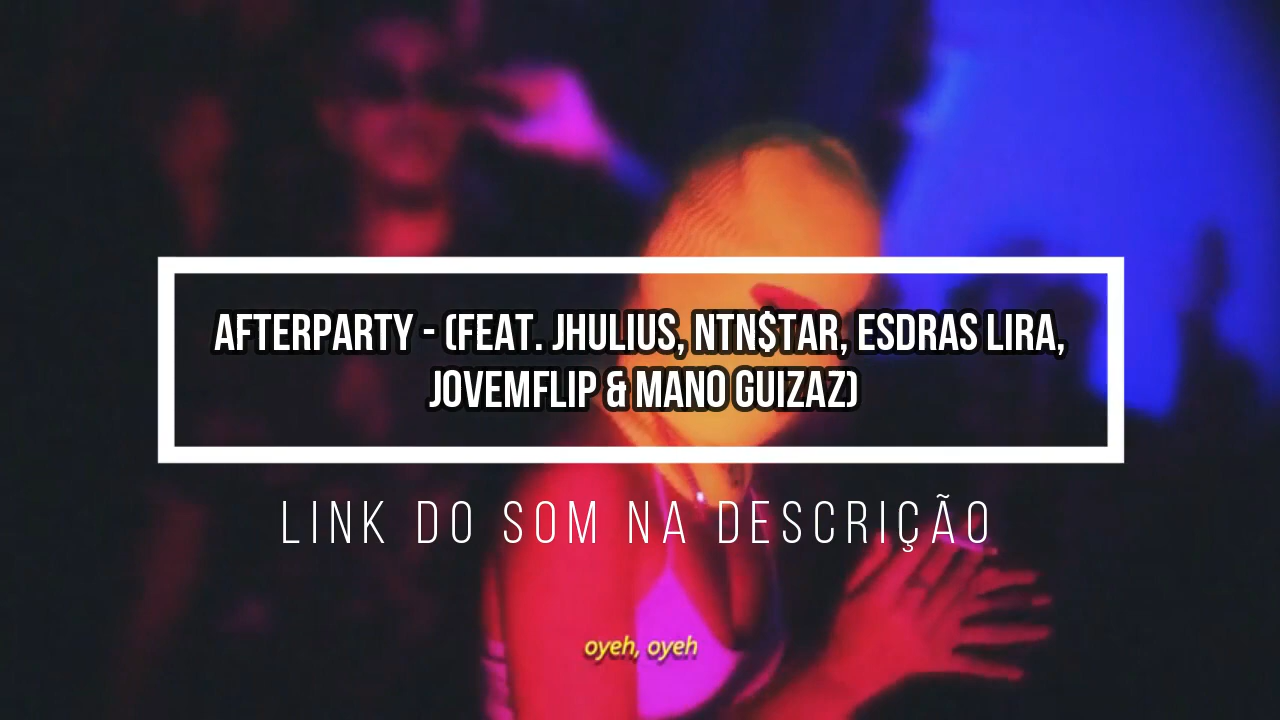 AFTERPARTY - (FEAT. JHULIUS, NTN$TAR, ESDRAS LIRA,
JOVEMFLIP & MANO GUIZAZ)
LINK DO SOM NA DESCRIÇÃO
oyeh, oyeh